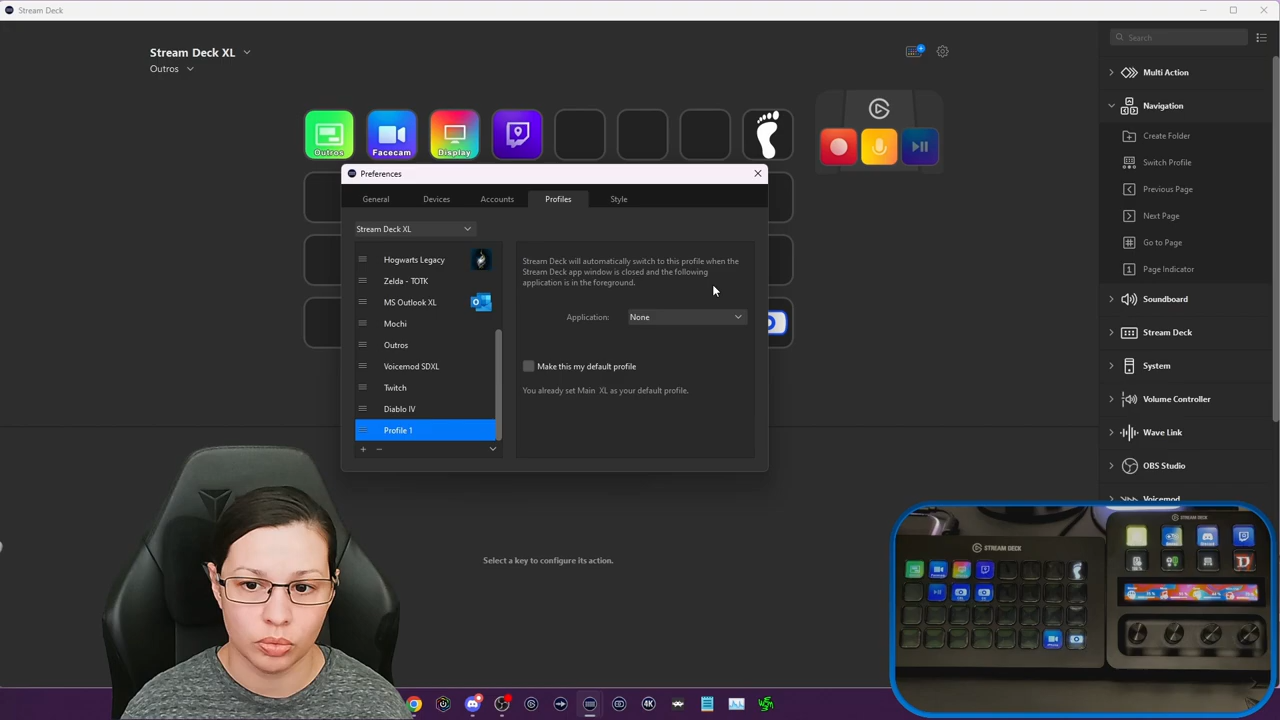 Stream Deck
Stream Deck XL
Outros
Search
Multi Action
Navigation
Create Folder
Switch Profile
Previous Page
Next Page
Go to Page
Page Indicator
Soundboard
Stream Deck
System
Volume Controller
Wave Link
OBS Studio
Voicemod
Outros
Facecam
Display
Preferences
General
Devices
Accounts
Profiles
Style
Stream Deck XL
Hogwarts Legacy
Zelda - TOTK
MS Outlook XL
Mochi
Outros
Voicemod SDXL
Twitch
Diablo IV
Profile 1
Stream Deck will automatically switch to this profile when the
Stream Deck app window is closed and the following
application is in the foreground.
Application:
None
Make this my default profile
You already set Main XL as your default profile.
Select a key to configure its action.
STREAM DECK
STREAM DECK
4K